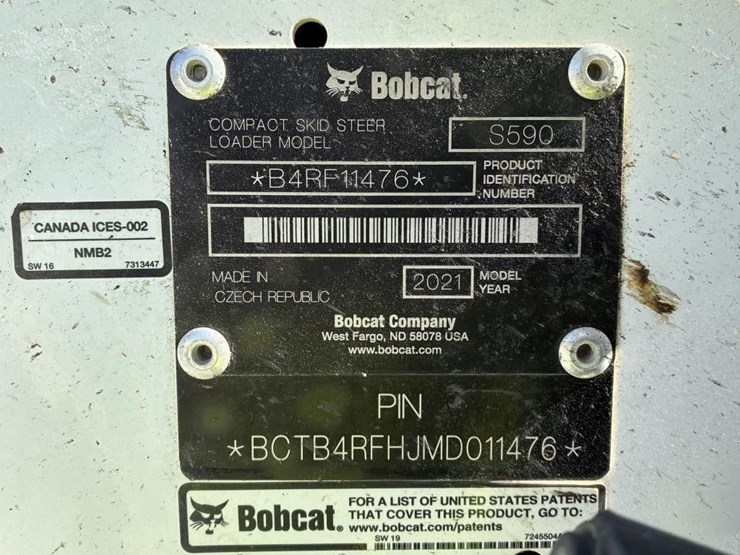 Bobcat.
COMPACT SKID STEER
LOADER MODEL
S590
*B4RF11476*
PRODUCT
IDENTIFICATION
NUMBER
CANADA ICES-002
NMB2
SW 16 7313447
MADE IN
CZECH REPUBLIC
2021
MODEL
YEAR
Bobcat Company
West Fargo, ND 58078 USA
www.bobcat.com
PIN
*BCTB4RFHJMD011476*
Bobcat.
FOR A LIST OF UNITED STATES PATENTS
THAT COVER THIS PRODUCT, GO TO:
www.bobcat.com/patents
SW 19